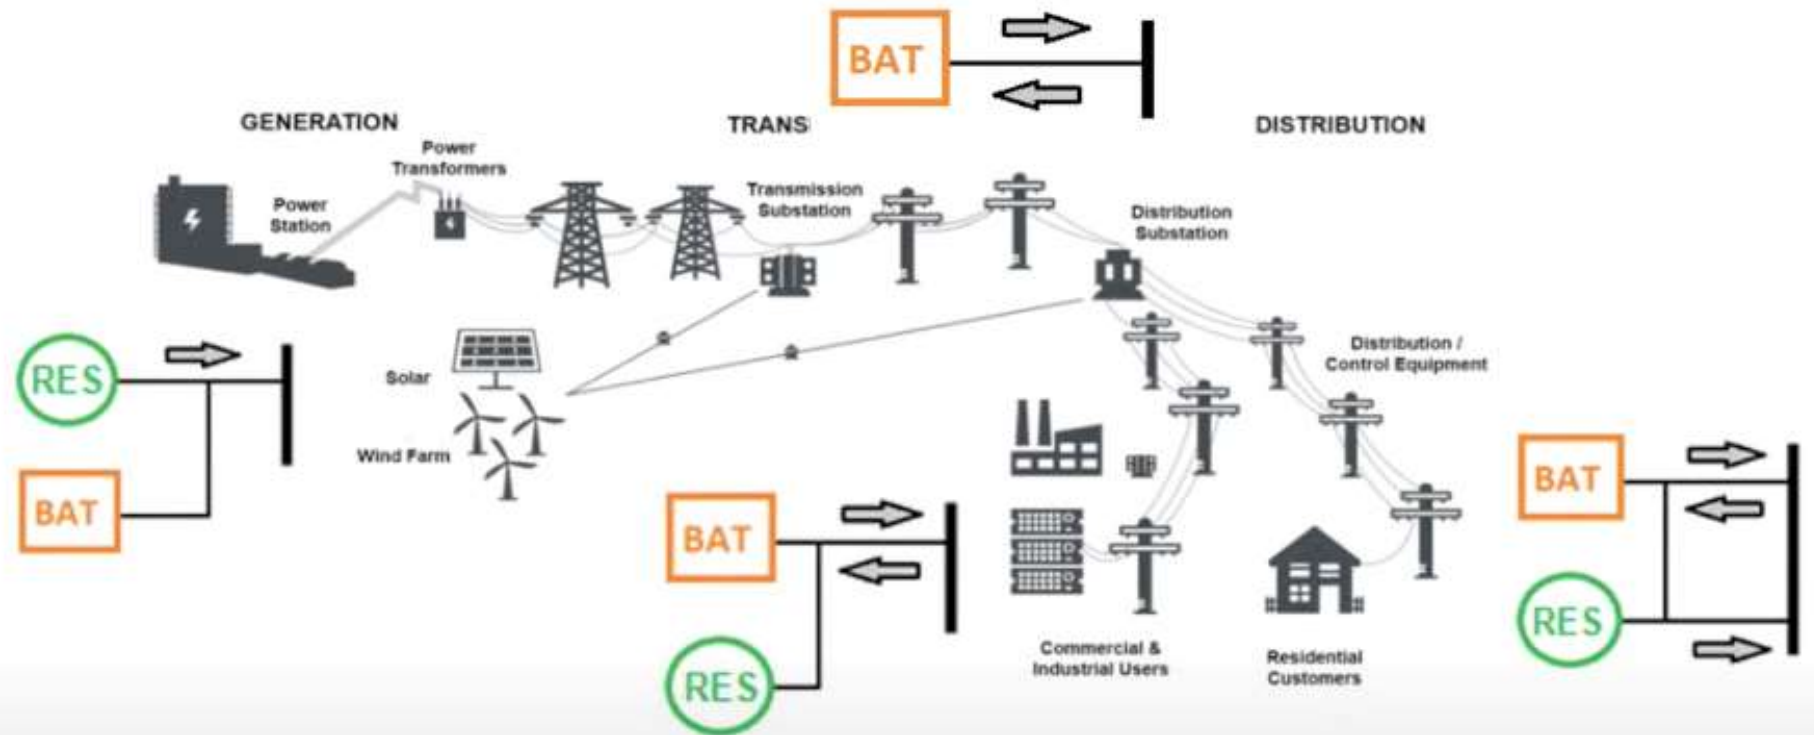 BAT
GENERATION
TRANS
DISTRIBUTION
Power
Transformers
Power
Station
Transmission
Substation
Distribution
Substation
RES
BAT
Solar
Wind Farm
Distribution /
Control Equipment
BAT
RES
Commercial &
Industrial Users
Residential
Customers
BAT
RES